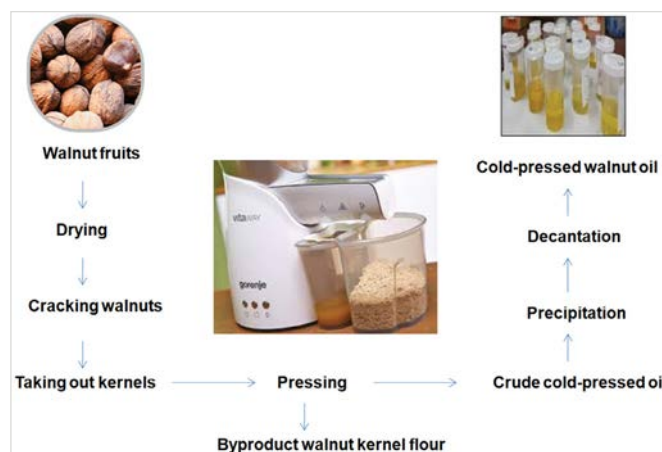 Walnut fruits
Drying
Cracking walnuts
Taking out kernels
Pressing
Byproduct walnut kernel flour
Crude cold-pressed oil
Precipitation
Decantation
Cold-pressed walnut oil
gorenje